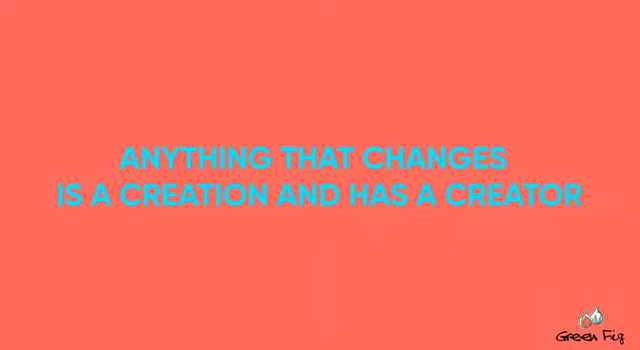 ANYTHING THAT CHANGES
IS A CREATION AND HAS A CREATOR
Green Fig